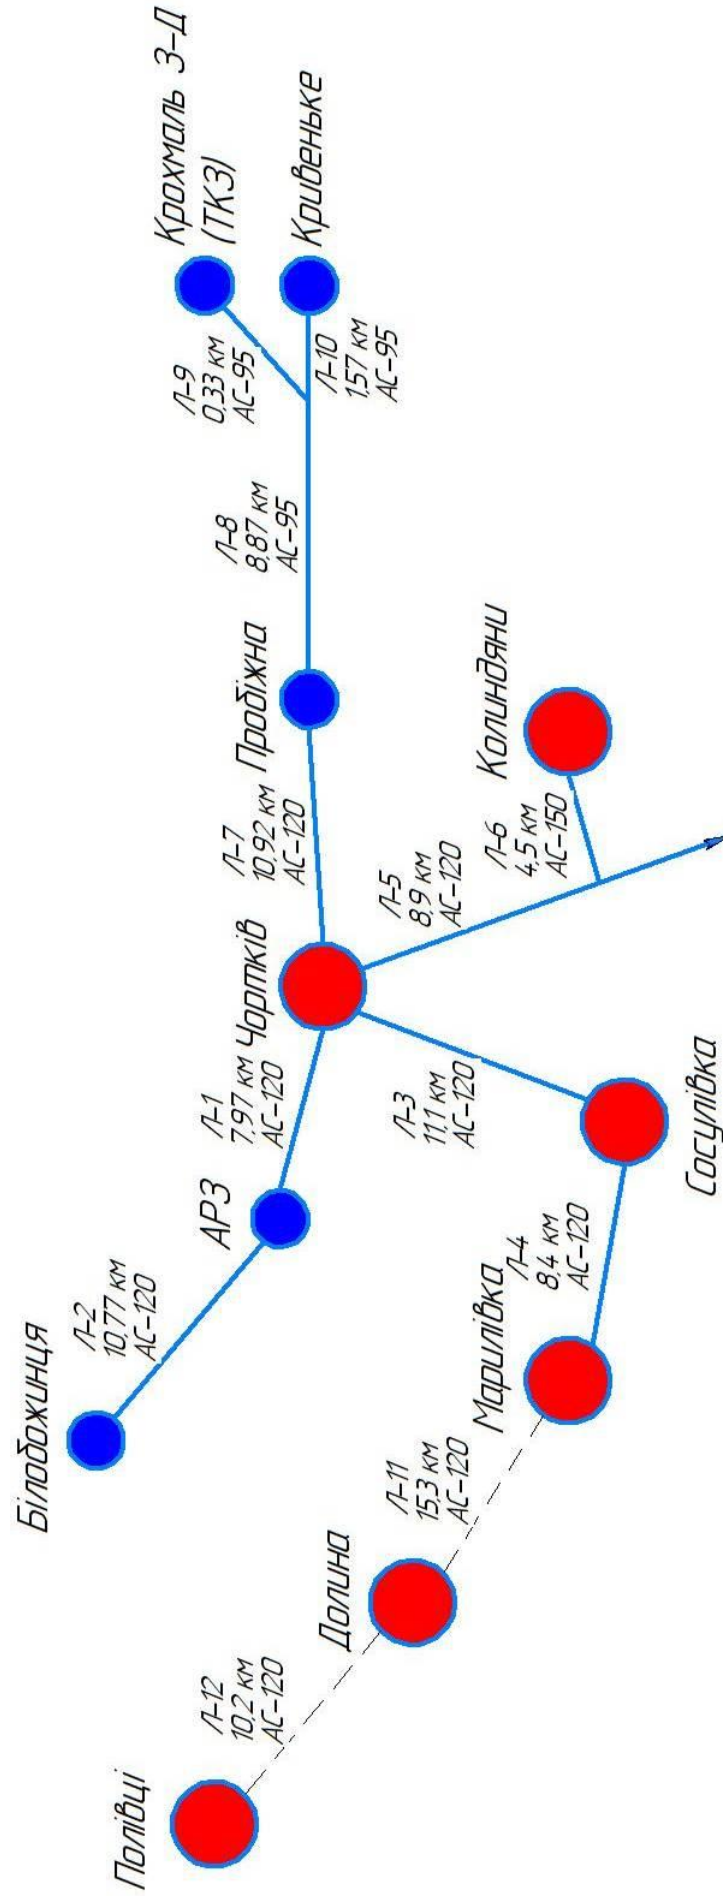 Білобожинця
Л-2
10,77 км
АС-120
АРЗ
Л-1
7,97 км
АС-120
Чортків
Л-7
10,92 км
АС-120
Пробіжна
Л-8
8,87 км
АС-95
Л-9
0,33 км
АС-95
Крохмаль З-Д
(ТКЗ)
Л-10
1,57 км
АС-95
Кривеньке
Полівці
Л-12
10,2 км
АС-120
Долина
Л-11
15,3 км
АС-120
Марилівка
Л-4
8,4 км
АС-120
Сосулівка
Л-3
11,1 км
АС-120
Л-5
8,9 км
АС-120
Л-6
4,5 км
АС-150
Колиндяни